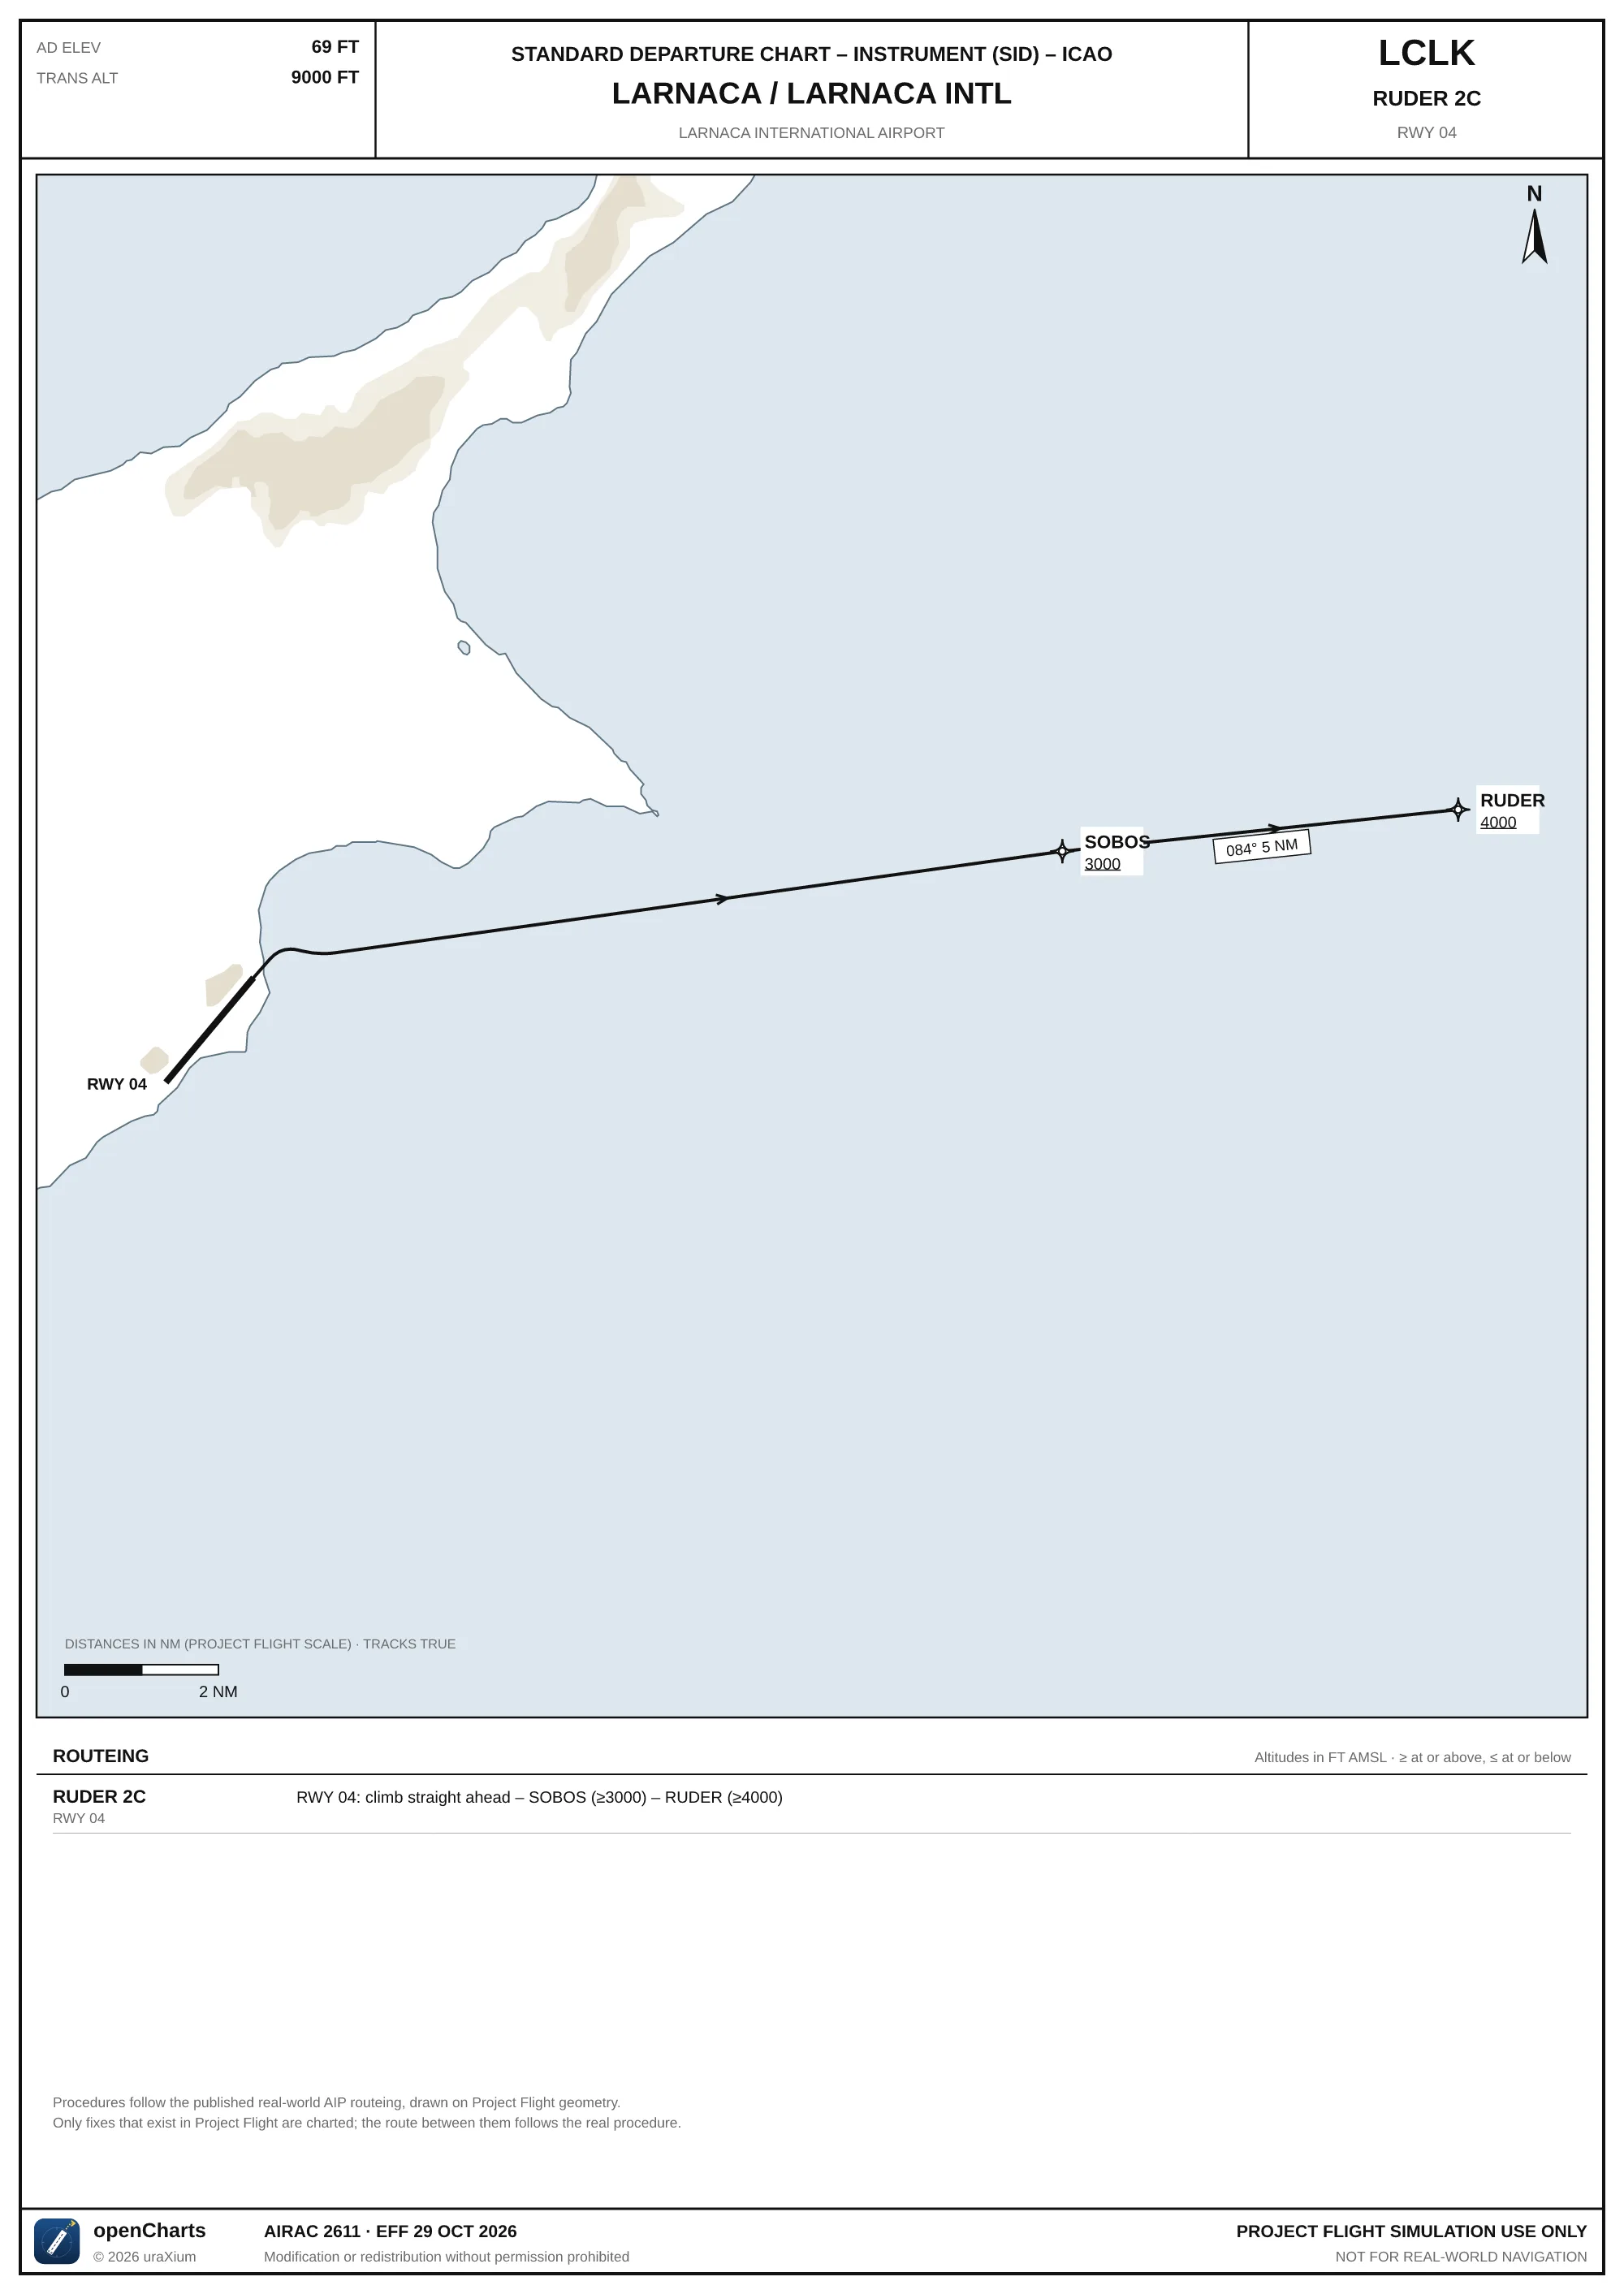 AD ELEV 69 FT
TRANS ALT 9000 FT
STANDARD DEPARTURE CHART – INSTRUMENT (SID) – ICAO
LARNACA / LARNACA INTL
LARNACA INTERNATIONAL AIRPORT
LCLK
RUDER 2C
RWY 04
N
RUDER
4000
SOBOS
3000
084° 5 NM
RWY 04
DISTANCES IN NM (PROJECT FLIGHT SCALE) · TRACKS TRUE
0 2 NM
ROUTEING Altitudes in FT AMSL · ≥ at or above, ≤ at or below
RUDER 2C RWY 04: climb straight ahead – SOBOS (≥3000) – RUDER (≥4000)
RWY 04
Procedures follow the published real-world AIP routeing, drawn on Project Flight geometry.
Only fixes that exist in Project Flight are charted; the route between them follows the real procedure.
openCharts AIRAC 2611 · EFF 29 OCT 2026 PROJECT FLIGHT SIMULATION USE ONLY
© 2026 uraXium Modification or redistribution without permission prohibited NOT FOR REAL-WORLD NAVIGATION